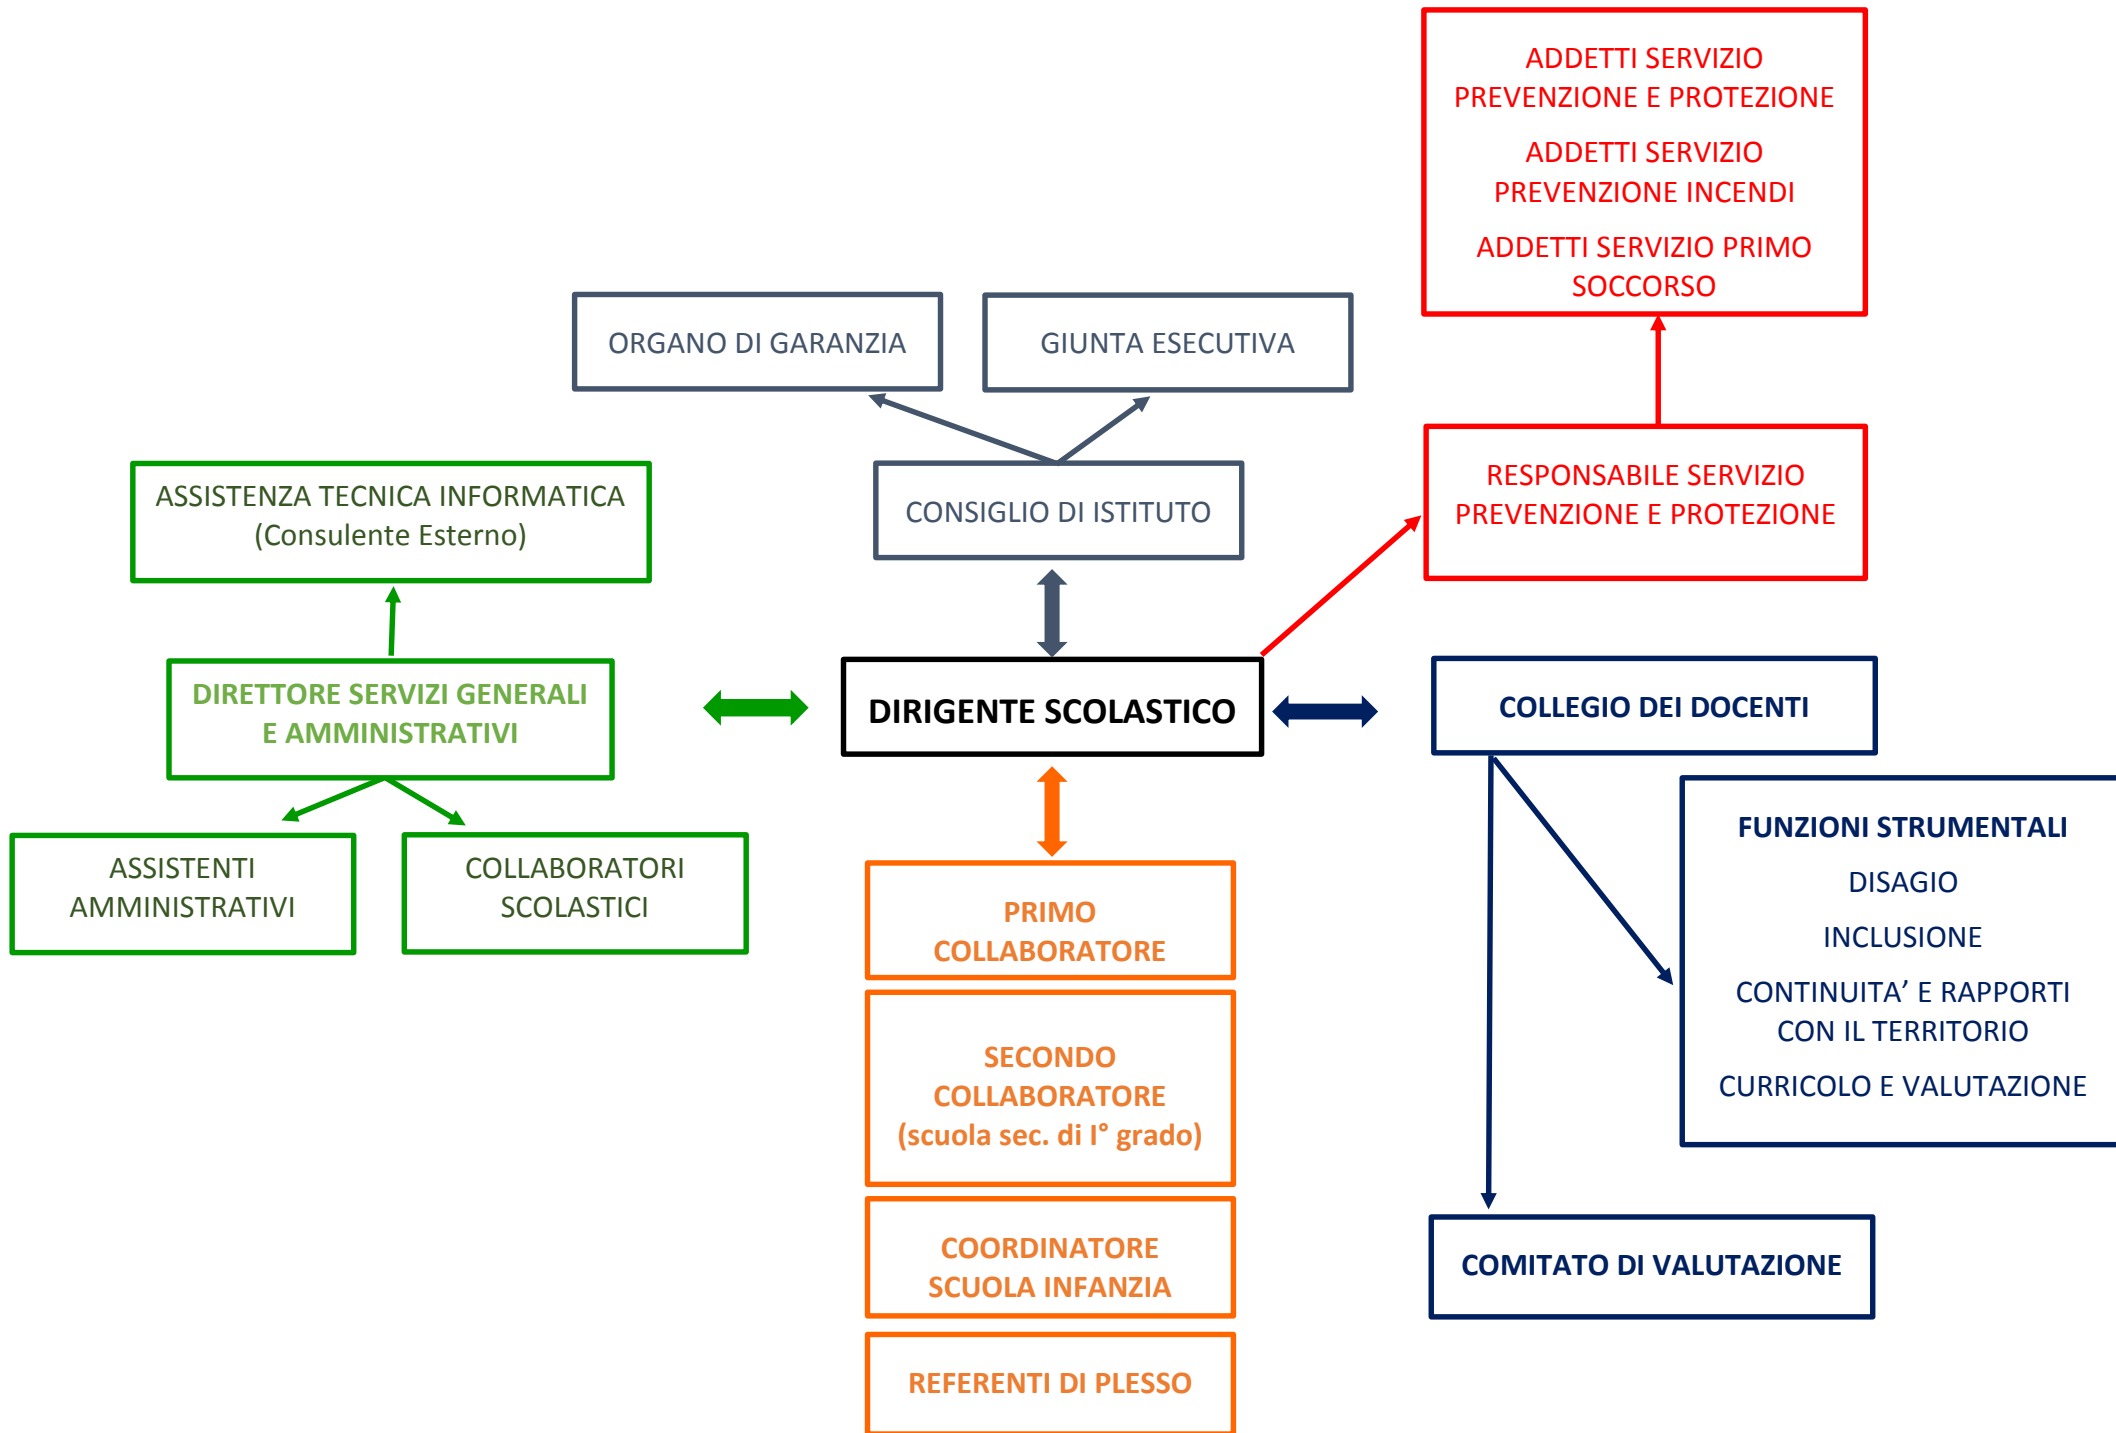 ADDETTI SERVIZIO
PREVENZIONE E PROTEZIONE
ADDETTI SERVIZIO
PREVENZIONE INCENDI
ADDETTI SERVIZIO PRIMO
SOCCORSO
ORGANO DI GARANZIA
GIUNTA ESECUTIVA
ASSISTENZA TECNICA INFORMATICA
(Consulente Esterno)
CONSIGLIO DI ISTITUTO
RESPONSABILE SERVIZIO
PREVENZIONE E PROTEZIONE
DIRETTORE SERVIZI GENERALI
E AMMINISTRATIVI
DIRIGENTE SCOLASTICO
COLLEGIO DEI DOCENTI
ASSISTENTI
AMMINISTRATIVI
COLLABORATORI
SCOLASTICI
PRIMO
COLLABORATORE
SECONDO
COLLABORATORE
(scuola sec. di I° grado)
COORDINATORE
SCUOLA INFANZIA
REFERENTI DI PLESSO
FUNZIONI STRUMENTALI
DISAGIO
INCLUSIONE
CONTINUITA’ E RAPPORTI
CON IL TERRITORIO
CURRICOLO E VALUTAZIONE
COMITATO DI VALUTAZIONE